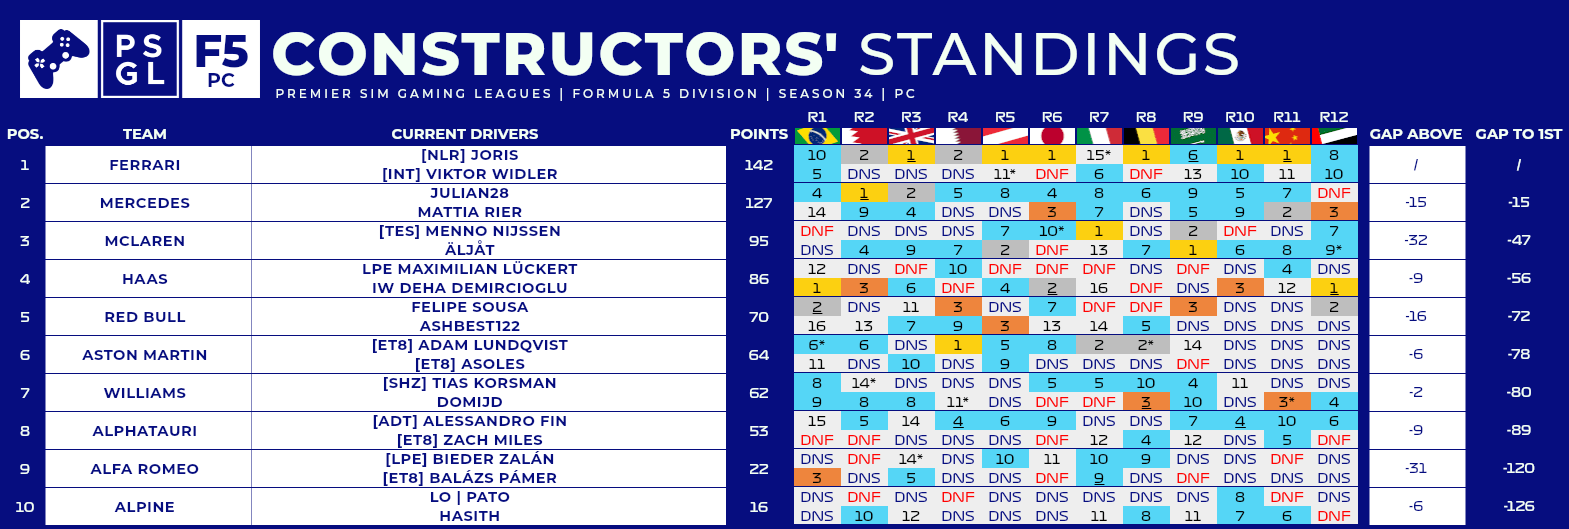 PS GL F5 PC CONSTRUCTORS' STANDINGS
PREMIER SIM GAMING LEAGUES | FORMULA 5 DIVISION | SEASON 34 | PC
R1 R2 R3 R4 R5 R6 R7 R8 R9 R10 R11 R12
POS. TEAM CURRENT DRIVERS POINTS GAP ABOVE GAP TO 1ST
[NLR] JORIS 10 2 1 2 1 1 15* 1 6 1 1 8
1 FERRARI 142 / /
[INT] VIKTOR WIDLER 5 DNS DNS DNS 11* DNF 6 DNF 13 10 11 10
JULIAN28 4 1 2 5 8 4 8 6 9 5 7 DNF
2 MERCEDES 127 -15 -15
MATTIA RIER 14 9 4 DNS DNS 3 7 DNS 5 9 2 3
[TES] MENNO NIJSSEN DNF DNS DNS DNS 7 10* 1 DNS 2 DNF DNS 7
3 MCLAREN 95 -32 -47
ÄLJÅT DNS 4 9 7 2 DNF 13 7 1 6 8 9*
LPE MAXIMILIAN LÜCKERT 12 DNS DNF 10 DNF DNF DNF DNS DNF DNS 4 DNS
4 HAAS 86 -9 -56
IW DEHA DEMIRCIOGLU 1 3 6 DNF 4 2 16 DNF DNS 3 12 1
FELIPE SOUSA 2 DNS 11 3 DNS 7 DNF DNF 3 DNS DNS 2
5 RED BULL 70 -16 -72
ASHBEST122 16 13 7 9 3 13 14 5 DNS DNS DNS DNS
[ET8] ADAM LUNDQVIST 6* 6 DNS 1 5 8 2 2* 14 DNS DNS DNS
6 ASTON MARTIN 64 -6 -78
[ET8] ASOLES 11 DNS 10 DNS 9 DNS DNS DNS DNF DNS DNS DNS
[SHZ] TIAS KORSMAN 8 14* DNS DNS DNS 5 5 10 4 11 DNS DNS
7 WILLIAMS 62 -2 -80
DOMIJD 9 8 8 11* DNS DNF DNF 3 10 DNS 3* 4
[ADT] ALESSANDRO FIN 15 5 14 4 6 9 DNS DNS 7 4 10 6
8 ALPHATAURI 53 -9 -89
[ET8] ZACH MILES DNF DNF DNS DNS DNS DNF 12 4 12 DNS 5 DNF
[LPE] BIEDER ZALÁN DNS DNF 14* DNS 10 11 10 9 DNS DNS DNF DNS
9 ALFA ROMEO 22 -31 -120
[ET8] BALÁZS PÁMER 3 DNS 5 DNS DNS DNF 9 DNS DNF DNS DNS DNS
LO | PATO DNS DNF DNS DNF DNS DNS DNS DNS DNS 8 DNF DNS
10 ALPINE 16 -6 -126
HASITH DNS 10 12 DNS DNS DNS 11 8 11 7 6 DNF